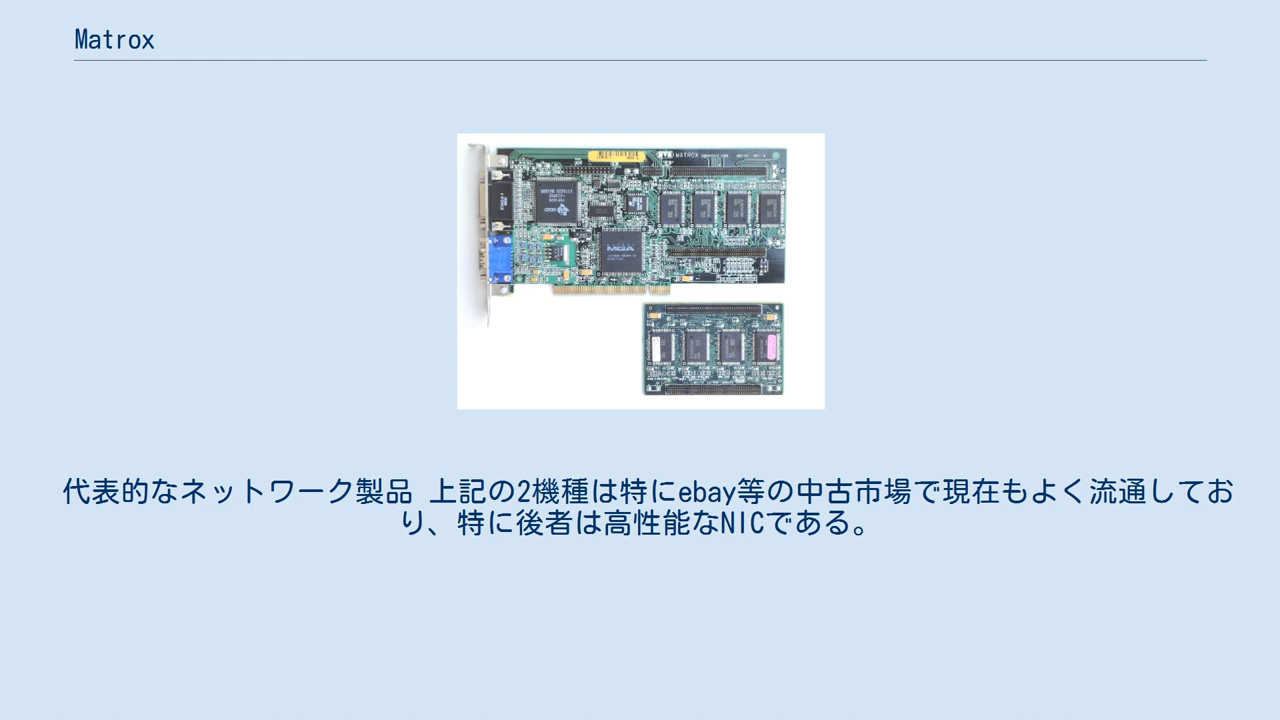 Matrox
MATROX
MGA
代表的なネットワーク製品 上記の2機種は特にebay等の中古市場で現在もよく流通してお
り、特に後者は高性能なNICである。